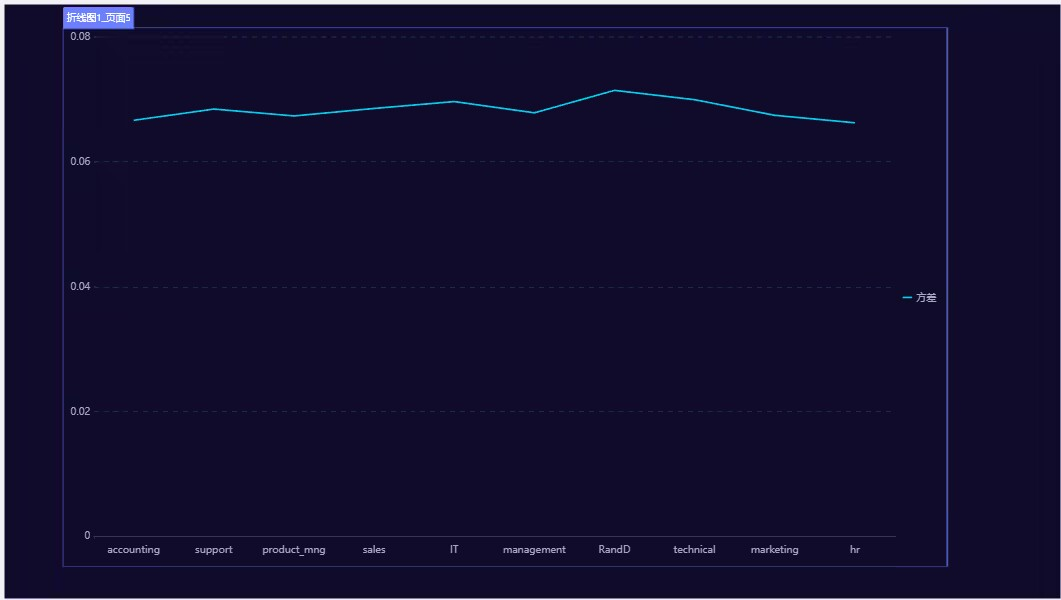 折线图1_页面5
0.08
0.06
0.04
方差
0.02
0
accounting support product_mng sales IT management RandD technical marketing hr